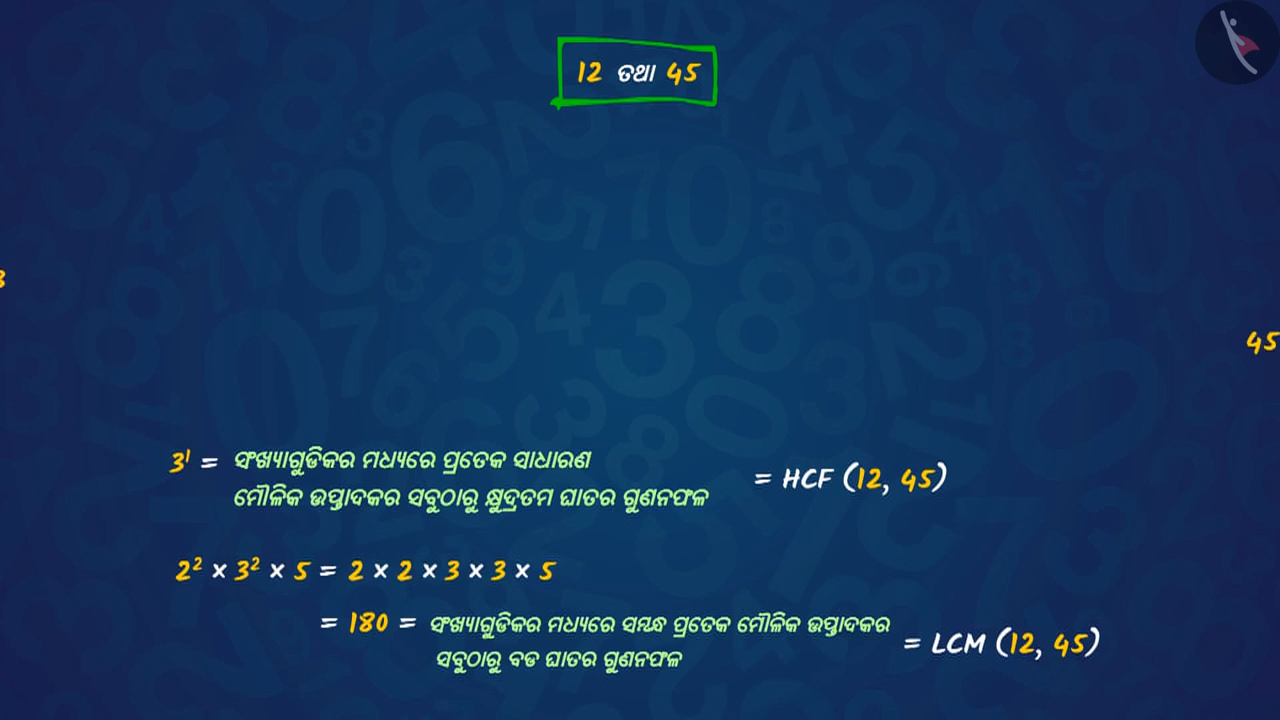 12 ତଥା 45
45
3¹ = ସଂଖ୍ୟାଗୁଡିକର ମଧ୍ୟରେ ପ୍ରତେକ ସାଧାରଣ
ମୌଳିକ ଉତ୍ପାଦକର ସବୁଠାରୁ କ୍ଷୁଦ୍ରତମ ଘାତର ଗୁଣନଫଳ
= HCF (12, 45)
2² × 3² × 5 = 2 × 2 × 3 × 3 × 5
= 180 = ସଂଖ୍ୟାଗୁଡିକର ମଧ୍ୟରେ ସମ୍ବନ୍ଧ ପ୍ରତେକ ମୌଳିକ ଉତ୍ପାଦକର
ସବୁଠାରୁ ବଡ ଘାତର ଗୁଣନଫଳ
= LCM (12, 45)